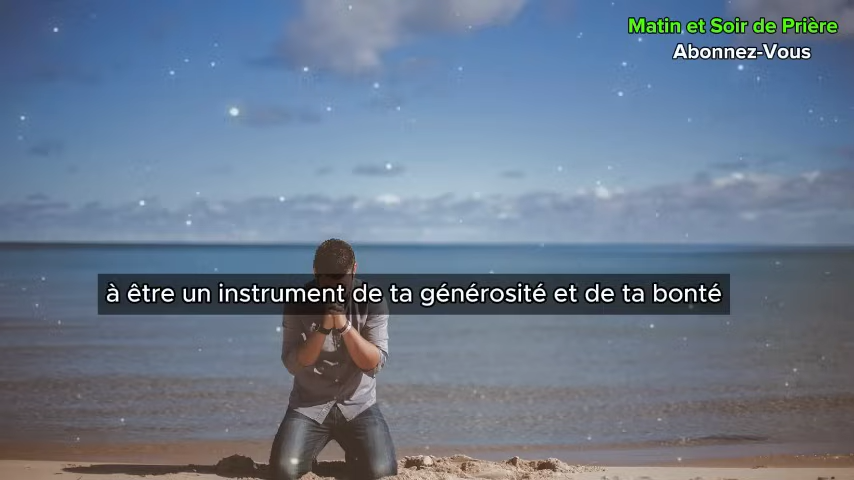 Matin et Soir de Prière
Abonnez-Vous
à être un instrument de ta générosité et de ta bonté